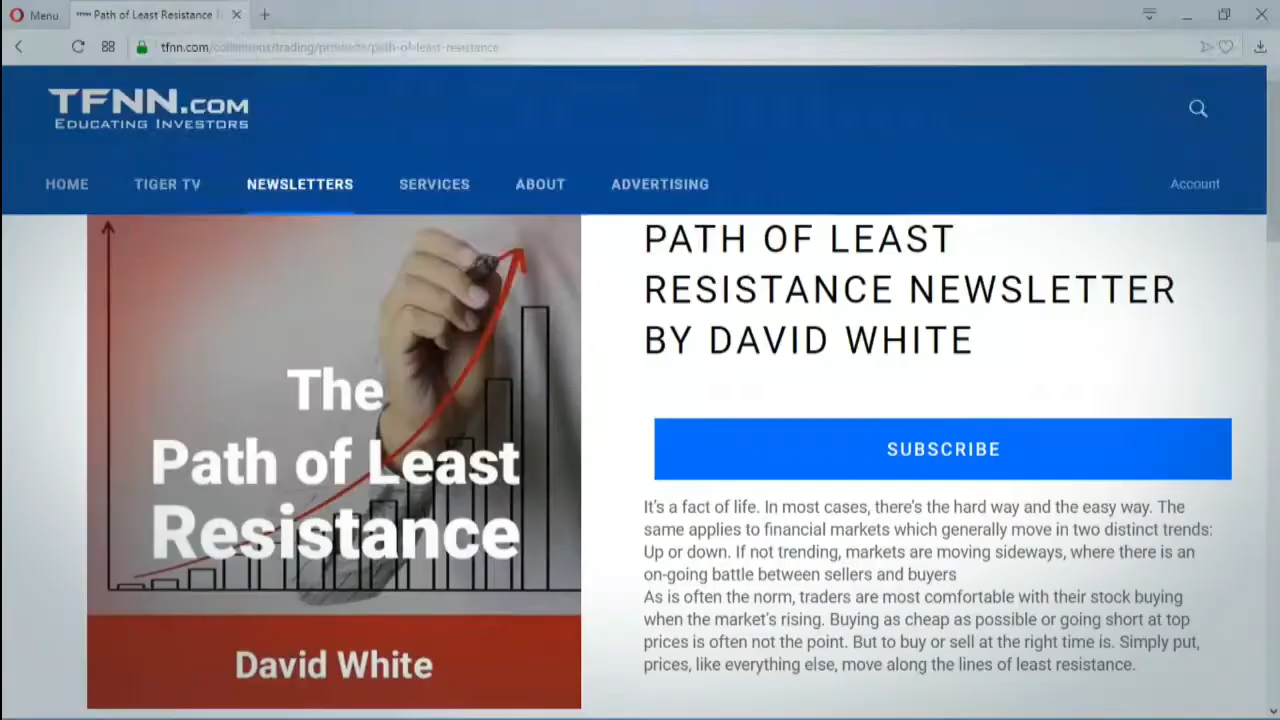 Menu
Path of Least Resistance
tfnn.com/collections/trading/products/path-of-least-resistance
TFNN.COM
EDUCATING INVESTORS
HOME
TIGER TV
NEWSLETTERS
SERVICES
ABOUT
ADVERTISING
Account
The
Path of Least
Resistance
David White
PATH OF LEAST
RESISTANCE NEWSLETTER
BY DAVID WHITE
SUBSCRIBE
It's a fact of life. In most cases, there's the hard way and the easy way. The
same applies to financial markets which generally move in two distinct trends:
Up or down. If not trending, markets are moving sideways, where there is an
on-going battle between sellers and buyers
As is often the norm, traders are most comfortable with their stock buying
when the market's rising. Buying as cheap as possible or going short at top
prices is often not the point. But to buy or sell at the right time is. Simply put,
prices, like everything else, move along the lines of least resistance.